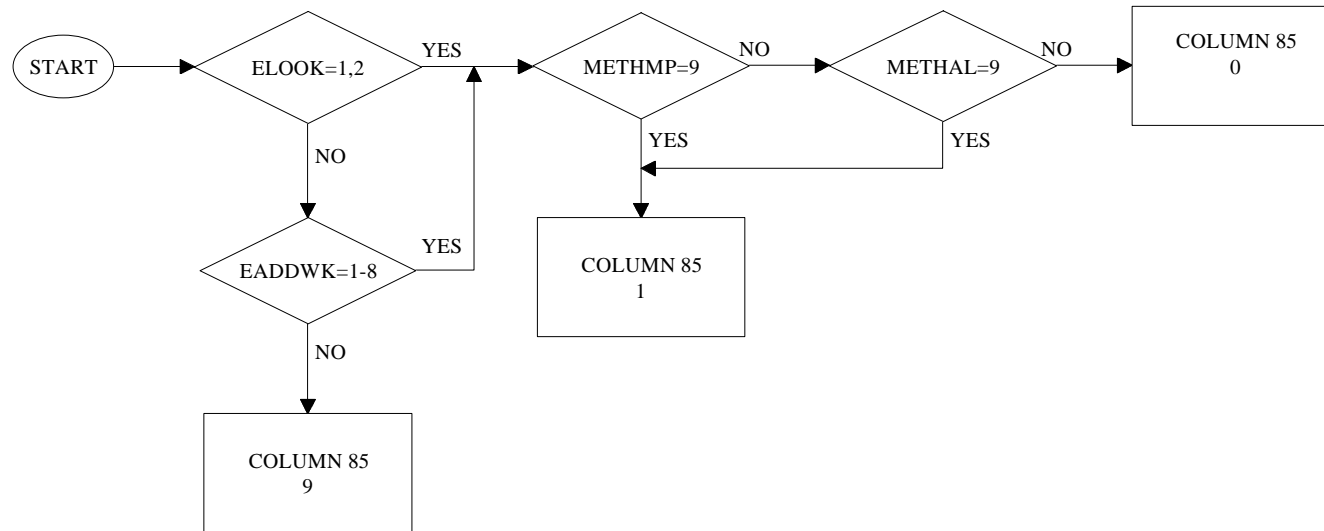 START
ELOOK=1,2
YES
METHMP=9
NO
METHAL=9
NO
COLUMN 85
0
NO
YES
YES
EADDWK=1-8
YES
COLUMN 85
1
NO
COLUMN 85
9